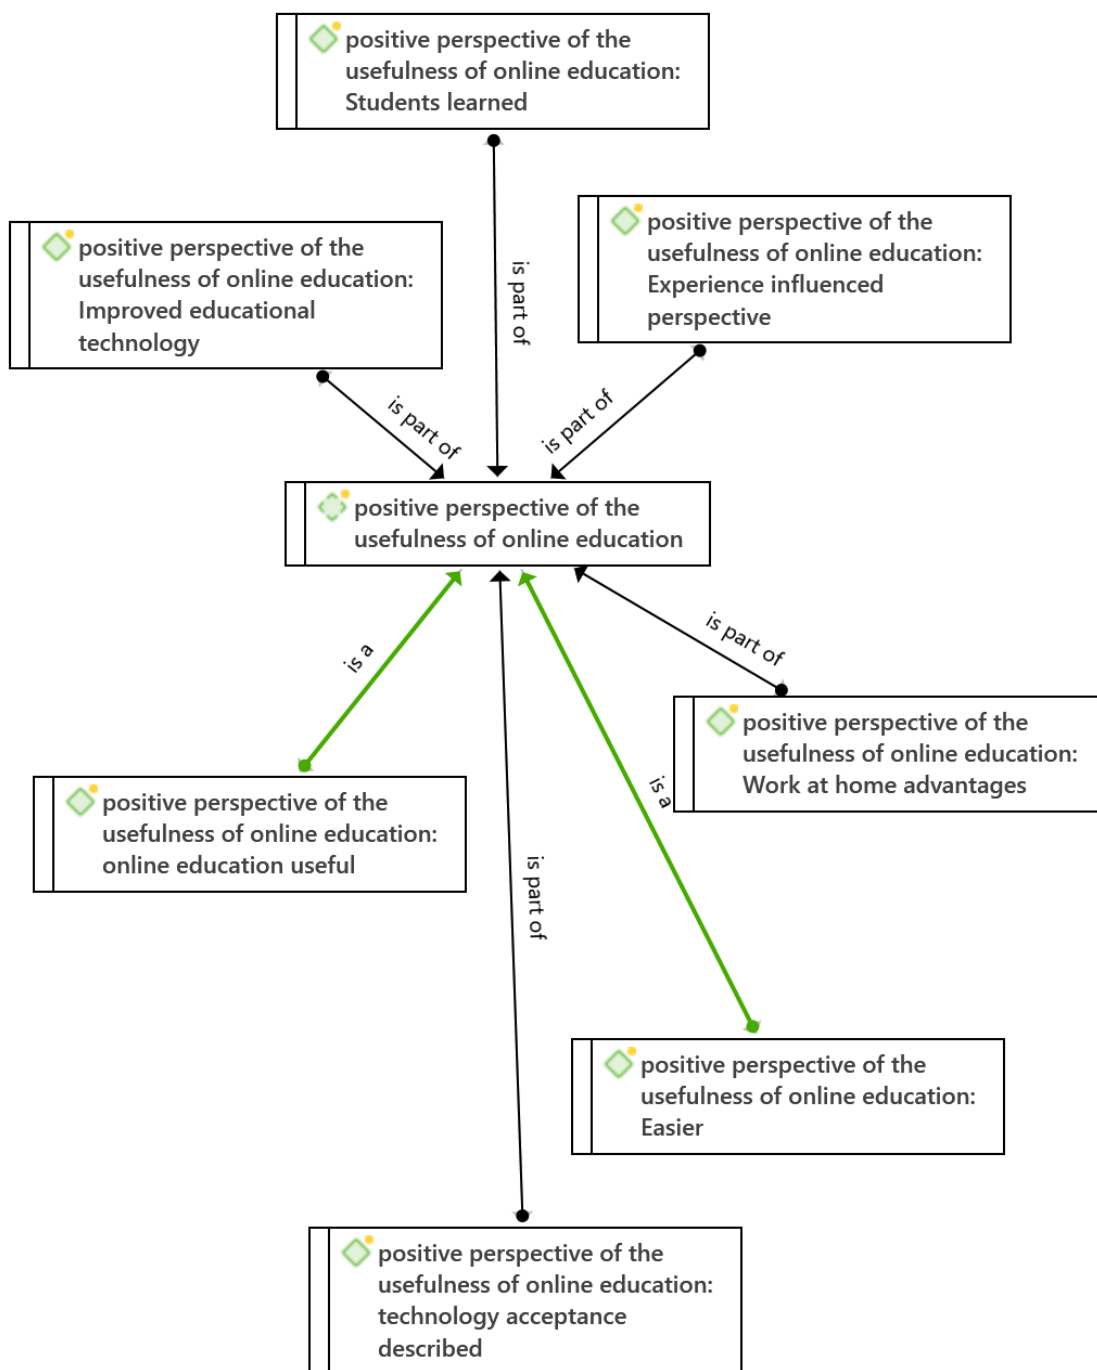 positive perspective of the
usefulness of online education:
Students learned
positive perspective of the
usefulness of online education:
Improved educational
technology
positive perspective of the
usefulness of online education:
Experience influenced
perspective
is part of
is part of
is part of
positive perspective of the
usefulness of online education
is a
is part of
is part of
is a
positive perspective of the
usefulness of online education:
Work at home advantages
positive perspective of the
usefulness of online education:
online education useful
positive perspective of the
usefulness of online education:
Easier
positive perspective of the
usefulness of online education:
technology acceptance
described